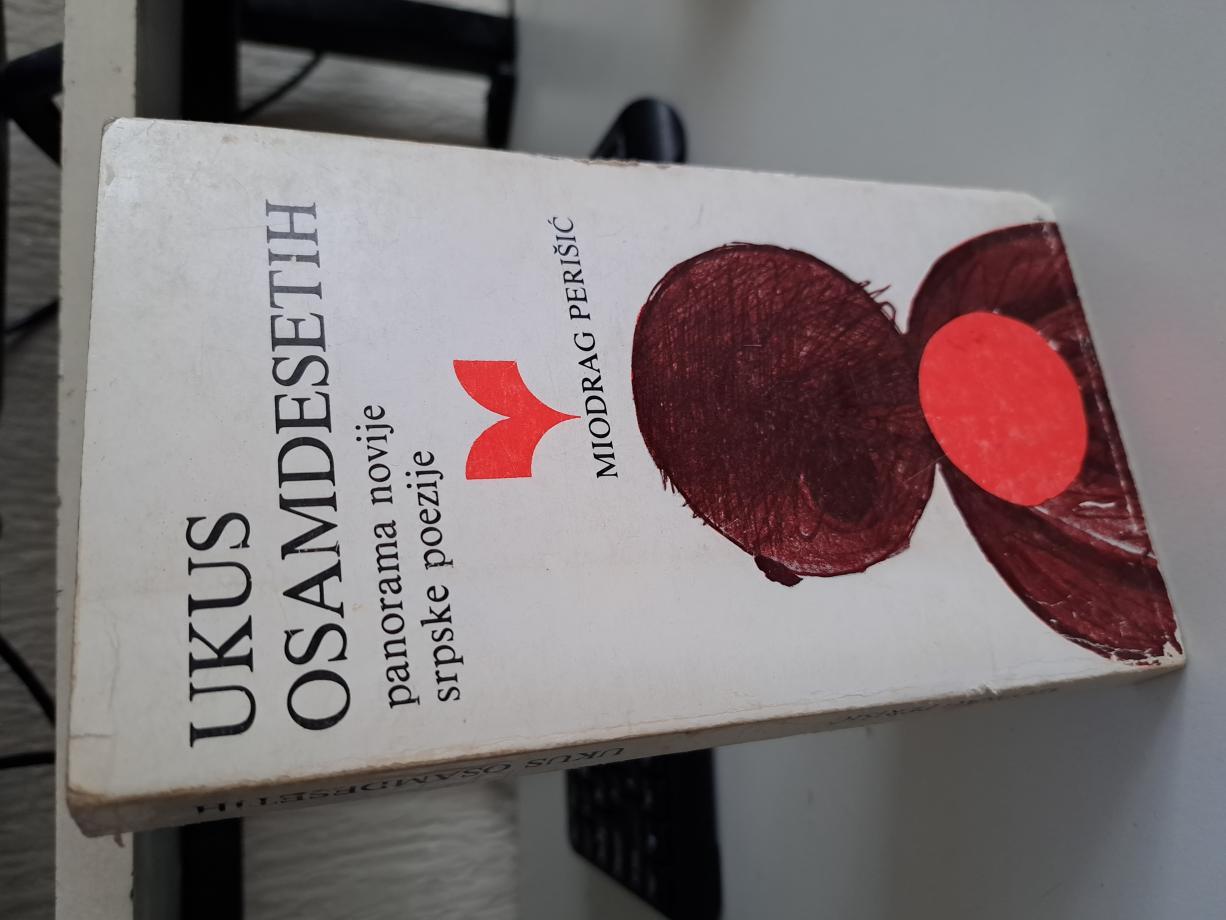 UKUS
OSAMDESETIH
panorama novije
srpske poezije
MIODRAG PERIŠIĆ
UKUS OSAMDESETIH